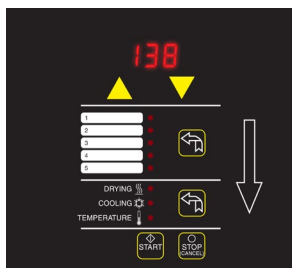 138
1
2
3
4
5
DRYING
COOLING
TEMPERATURE
START
STOP
(CANCEL)